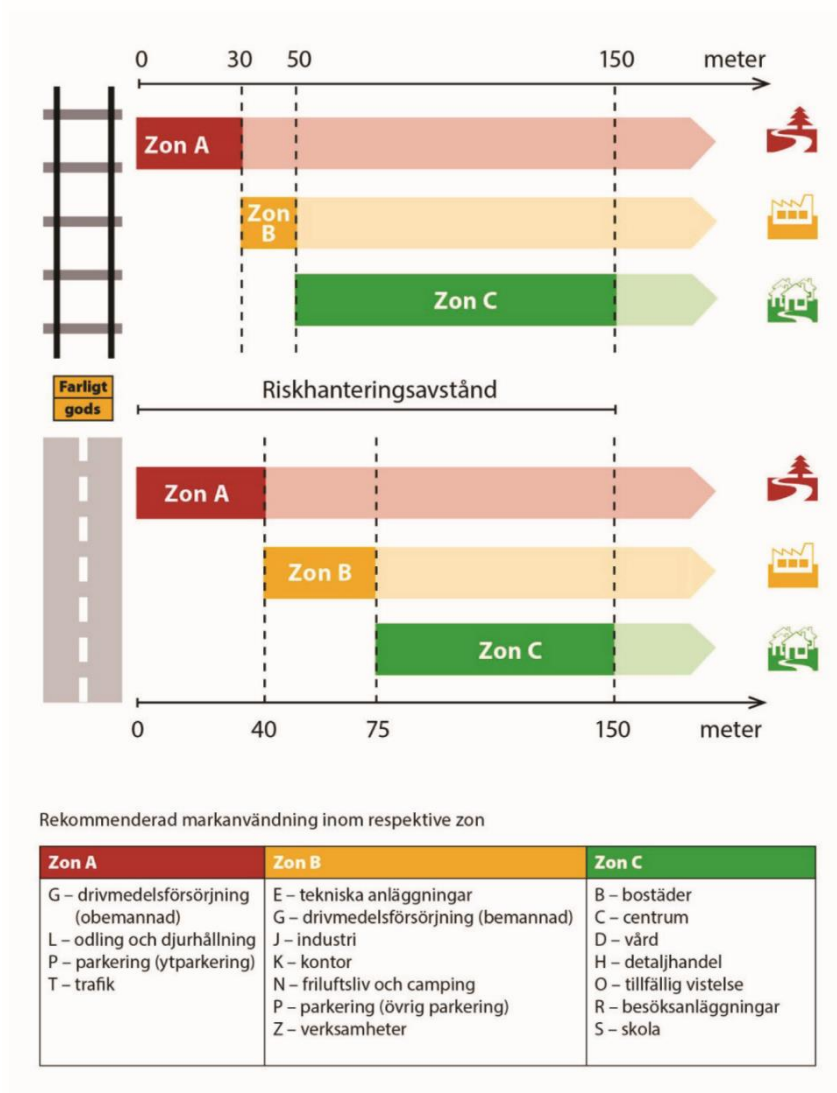 0 30 50 150 meter
Zon A
Zon
B
Zon C
Farligt
gods
Riskhanteringsavstånd
Zon A
Zon B
Zon C
0 40 75 150 meter
Rekommenderad markanvändning inom respektive zon
Zon A
G – drivmedelsförsörjning
(obemannad)
L – odling och djurhållning
P – parkering (ytparkering)
T – trafik
Zon B
E – tekniska anläggningar
G – drivmedelsförsörjning (bemannad)
J – industri
K – kontor
N – friluftsliv och camping
P – parkering (övrig parkering)
Z – verksamheter
Zon C
B – bostäder
C – centrum
D – vård
H – detaljhandel
O – tillfällig vistelse
R – besöksanläggningar
S – skola